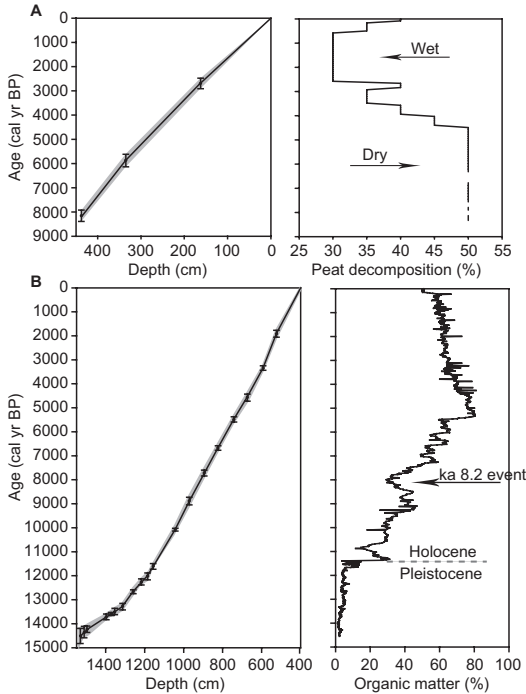 A
Age (cal yr BP)
0
1000
2000
3000
4000
5000
6000
7000
8000
9000
400 300 200 100 0
Depth (cm)
Wet
Dry
25 30 35 40 45 50 55
Peat decomposition (%)
B
Age (cal yr BP)
0
1000
2000
3000
4000
5000
6000
7000
8000
9000
10000
11000
12000
13000
14000
15000
1400 1200 1000 800 600 400
Depth (cm)
ka 8.2 event
Holocene
Pleistocene
0 20 40 60 80 100
Organic matter (%)